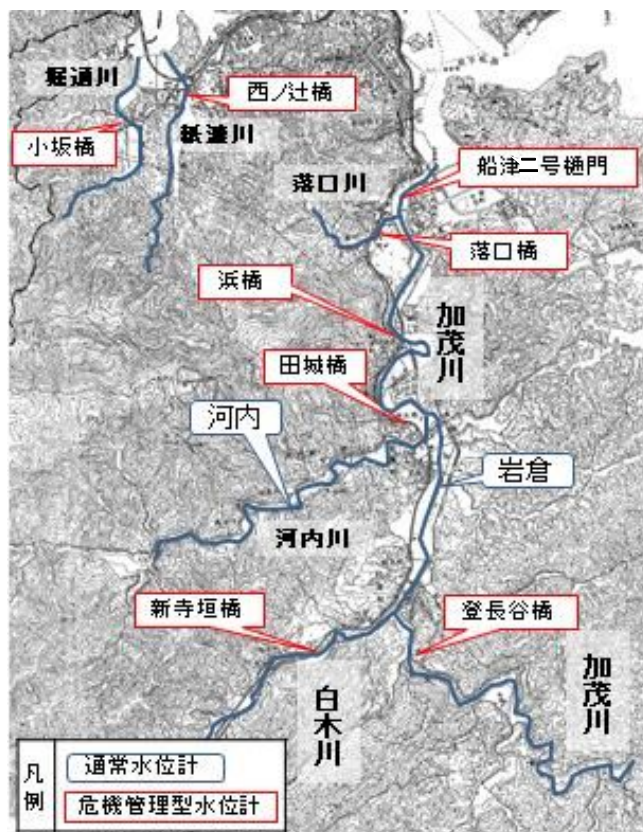 堀通川
西ノ辻橋
紙漉川
小坂橋
船津二号樋門
落口川
落口橋
浜橋
加茂川
田城橋
河内
岩倉
河内川
新寺垣橋
登長谷橋
加茂川
白木川
凡例
通常水位計
危機管理型水位計